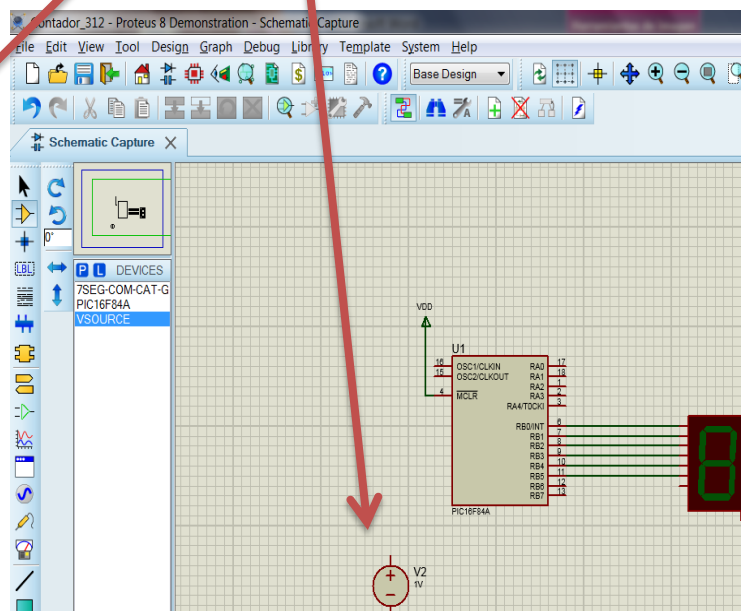 Contador_312 - Proteus 8 Demonstration - Schematic Capture
File Edit View Tool Design Graph Debug Library Template System Help
Base Design
Schematic Capture X
0°
LBL
P L DEVICES
7SEG-COM-CAT-G
PIC16F84A
VSOURCE
VDD
U1
16 OSC1/CLKIN RA0 17
15 OSC2/CLKOUT RA1 18
RA2 1
4 MCLR RA3 2
RA4/T0CKI 3
RB0/INT 6
RB1 7
RB2 8
RB3 9
RB4 10
RB5 11
RB6 12
RB7 13
PIC16F84A
V2
1V